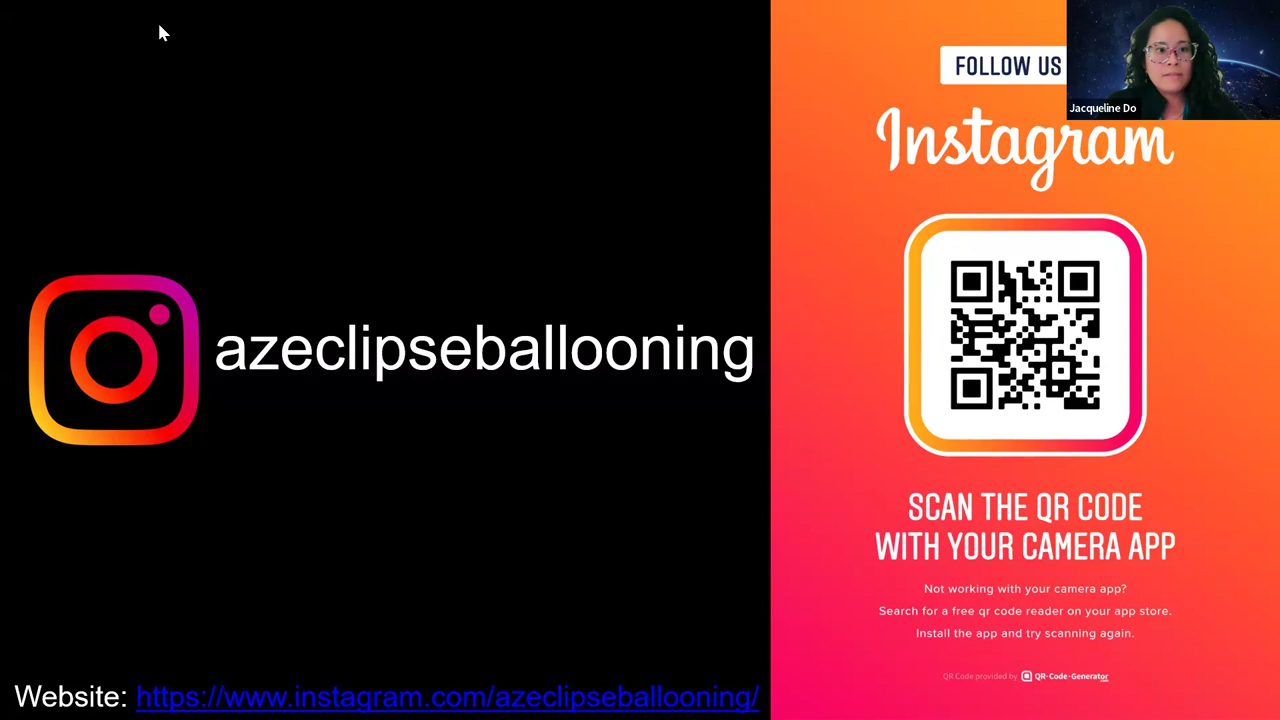 azeclipseballooning
Website: https://www.instagram.com/azeclipseballooning/
FOLLOW US
Instagram
SCAN THE QR CODE
WITH YOUR CAMERA APP
Not working with your camera app?
Search for a free qr code reader on your app store.
Install the app and try scanning again.
QR Code provided by QR-Code-Generator
Jacqueline Do